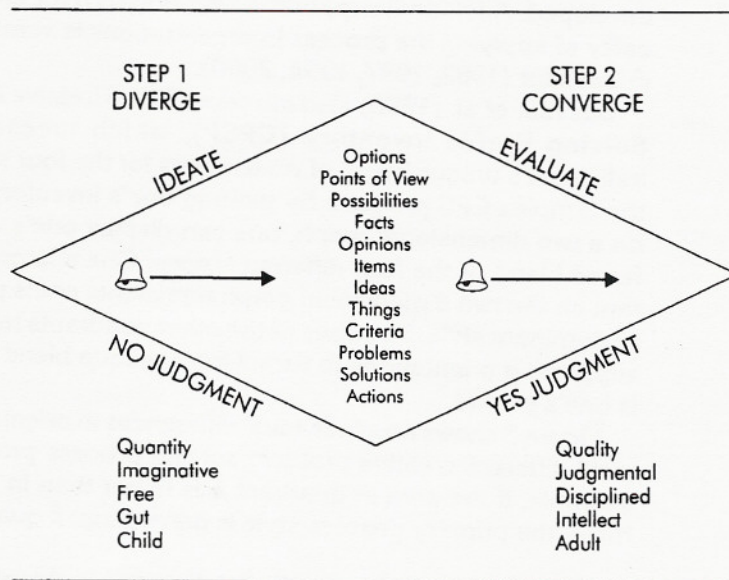 STEP 1
DIVERGE
STEP 2
CONVERGE
IDEATE
EVALUATE
Options
Points of View
Possibilities
Facts
Opinions
Items
Ideas
Things
Criteria
Problems
Solutions
Actions
NO JUDGMENT
YES JUDGMENT
Quantity
Imaginative
Free
Gut
Child
Quality
Judgmental
Disciplined
Intellect
Adult